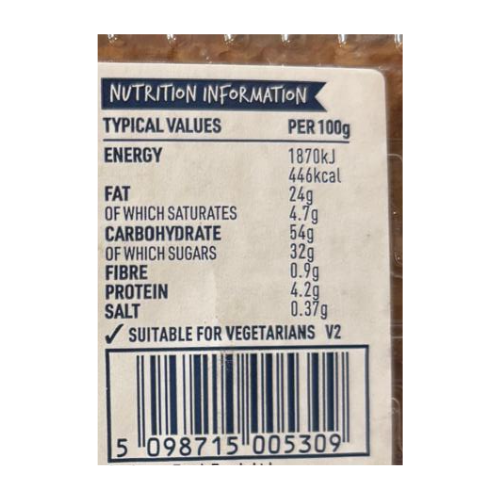 NUTRITION INFORMATION
TYPICAL VALUES PER 100g
ENERGY 1870kJ
446kcal
FAT 24g
OF WHICH SATURATES 4.7g
CARBOHYDRATE 54g
OF WHICH SUGARS 32g
FIBRE 0.9g
PROTEIN 4.2g
SALT 0.37g
✓ SUITABLE FOR VEGETARIANS V2
5 098715 005309